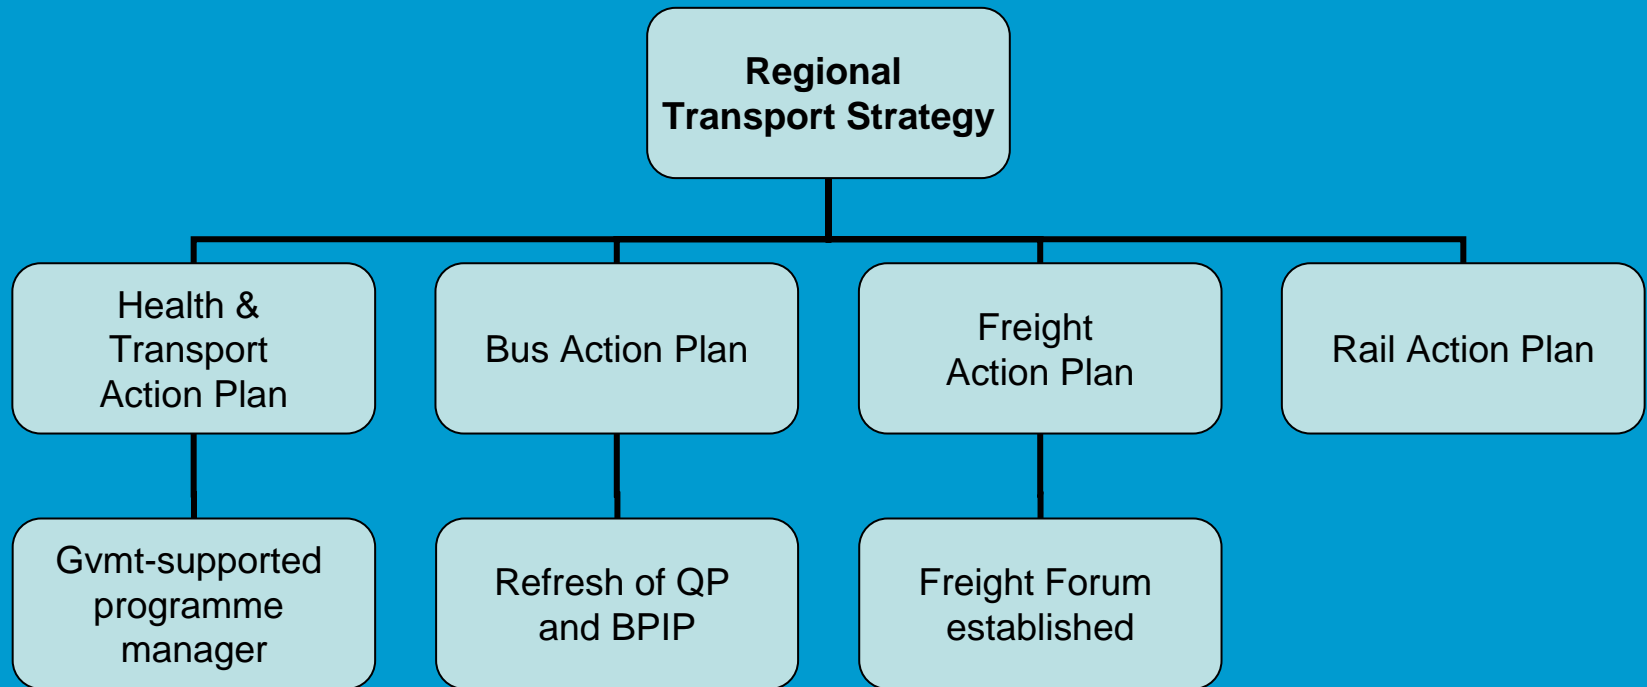 Regional
Transport Strategy
Health &
Transport
Action Plan
Bus Action Plan
Freight
Action Plan
Rail Action Plan
Gvmt-supported
programme
manager
Refresh of QP
and BPIP
Freight Forum
established